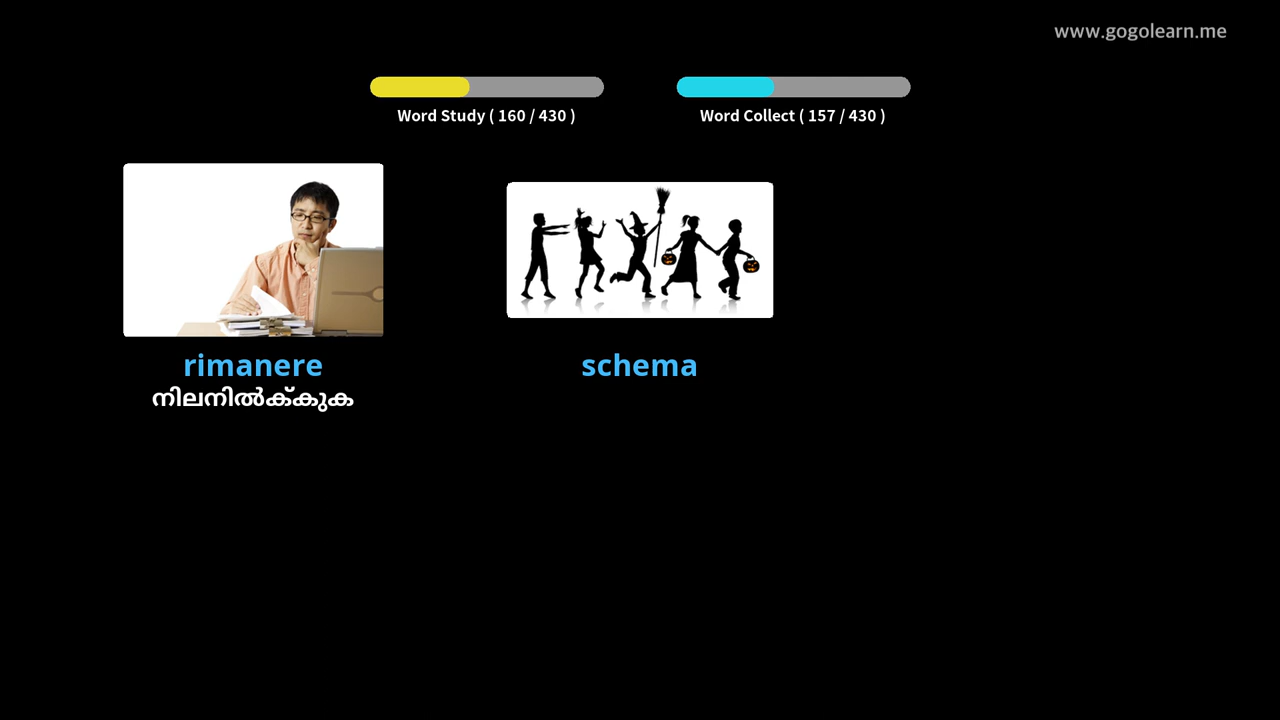 www.gogolearn.me
Word Study ( 160 / 430 )
Word Collect ( 157 / 430 )
rimanere
schema
നിലനിൽക്കുക